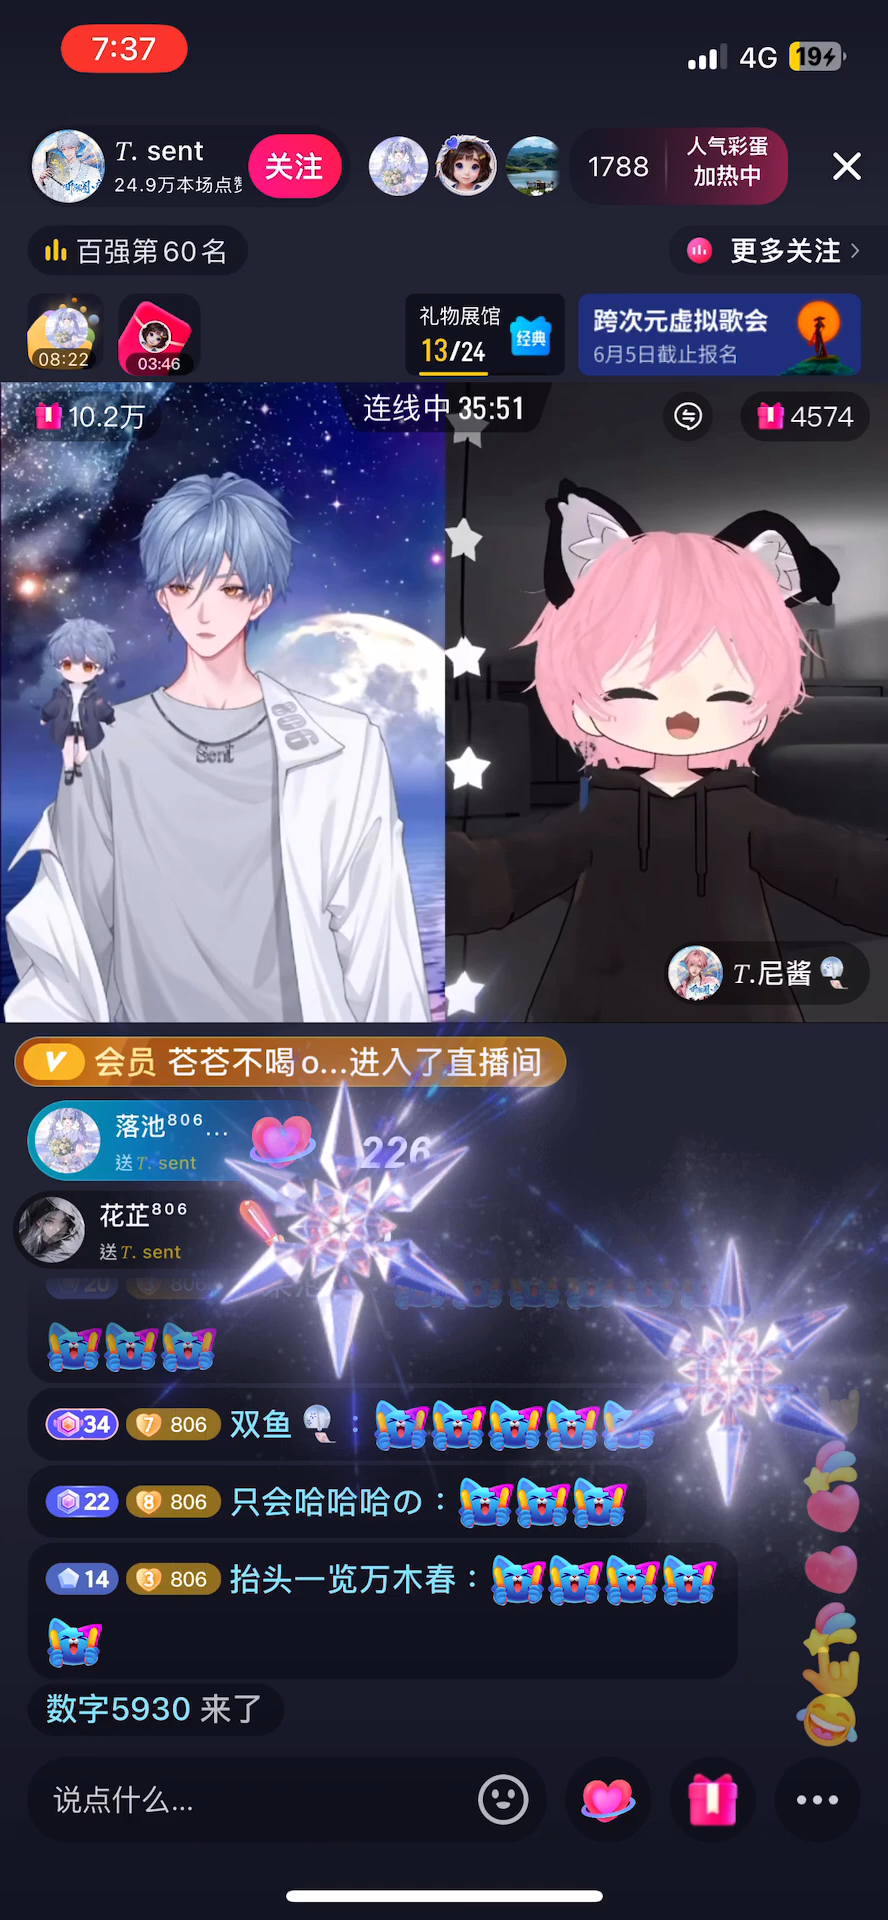 7:37
4G
19
T. sent
24.9万本场点赞
关注
1788
人气彩蛋
加热中
百强第60名
更多关注
08:22
03:46
礼物展馆
13/24
经典
跨次元虚拟歌会
6月5日截止报名
10.2万
连线中 35:51
4574
806
Sent
T.尼酱
会员 苍苍不喝o...进入了直播间
落池806...
送 T. sent
226
花芷806
送 T. sent
20
3 806
34 7 806 双鱼：
22 8 806 只会哈哈哈の：
14 3 806 抬头一览万木春：
数字5930 来了
说点什么...